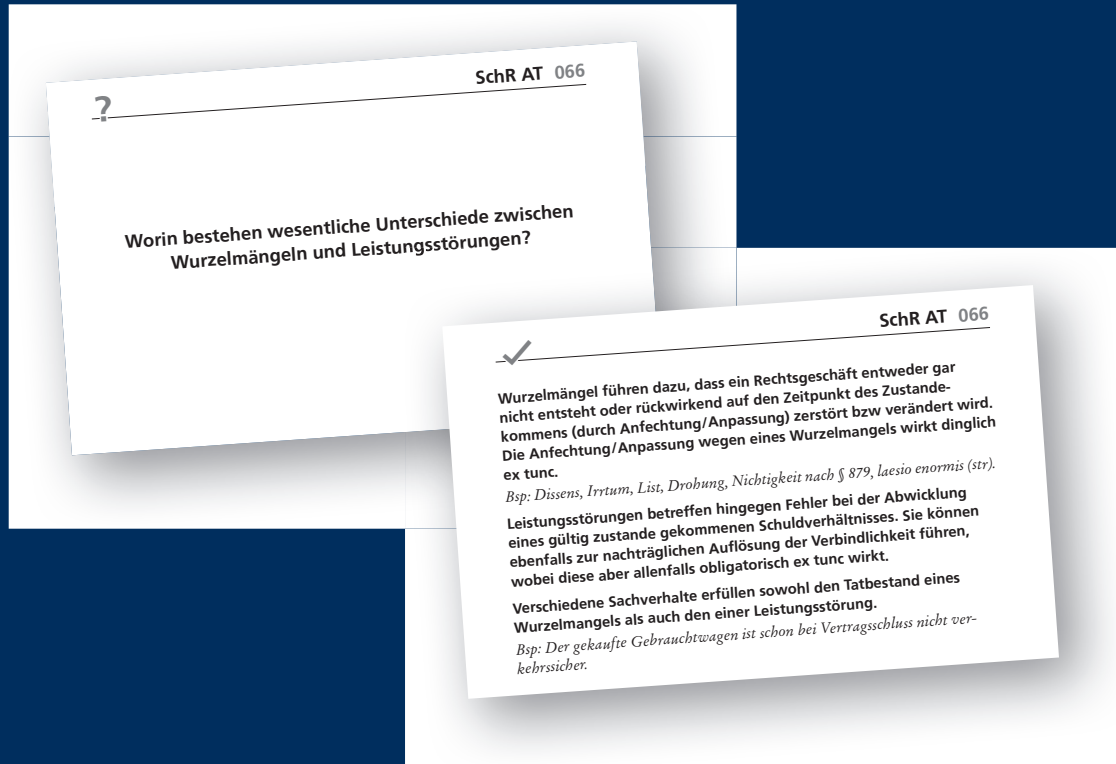 ?
SchR AT 066
Worin bestehen wesentliche Unterschiede zwischen
Wurzelmängeln und Leistungsstörungen?
SchR AT 066
Wurzelmängel führen dazu, dass ein Rechtsgeschäft entweder gar
nicht entsteht oder rückwirkend auf den Zeitpunkt des Zustande-
kommens (durch Anfechtung/Anpassung) zerstört bzw verändert wird.
Die Anfechtung/Anpassung wegen eines Wurzelmangels wirkt dinglich
ex tunc.
Bsp: Dissens, Irrtum, List, Drohung, Nichtigkeit nach § 879, laesio enormis (str).
Leistungsstörungen betreffen hingegen Fehler bei der Abwicklung
eines gültig zustande gekommenen Schuldverhältnisses. Sie können
ebenfalls zur nachträglichen Auflösung der Verbindlichkeit führen,
wobei diese aber allenfalls obligatorisch ex tunc wirkt.
Verschiedene Sachverhalte erfüllen sowohl den Tatbestand eines
Wurzelmangels als auch den einer Leistungsstörung.
Bsp: Der gekaufte Gebrauchtwagen ist schon bei Vertragsschluss nicht ver-
kehrssicher.